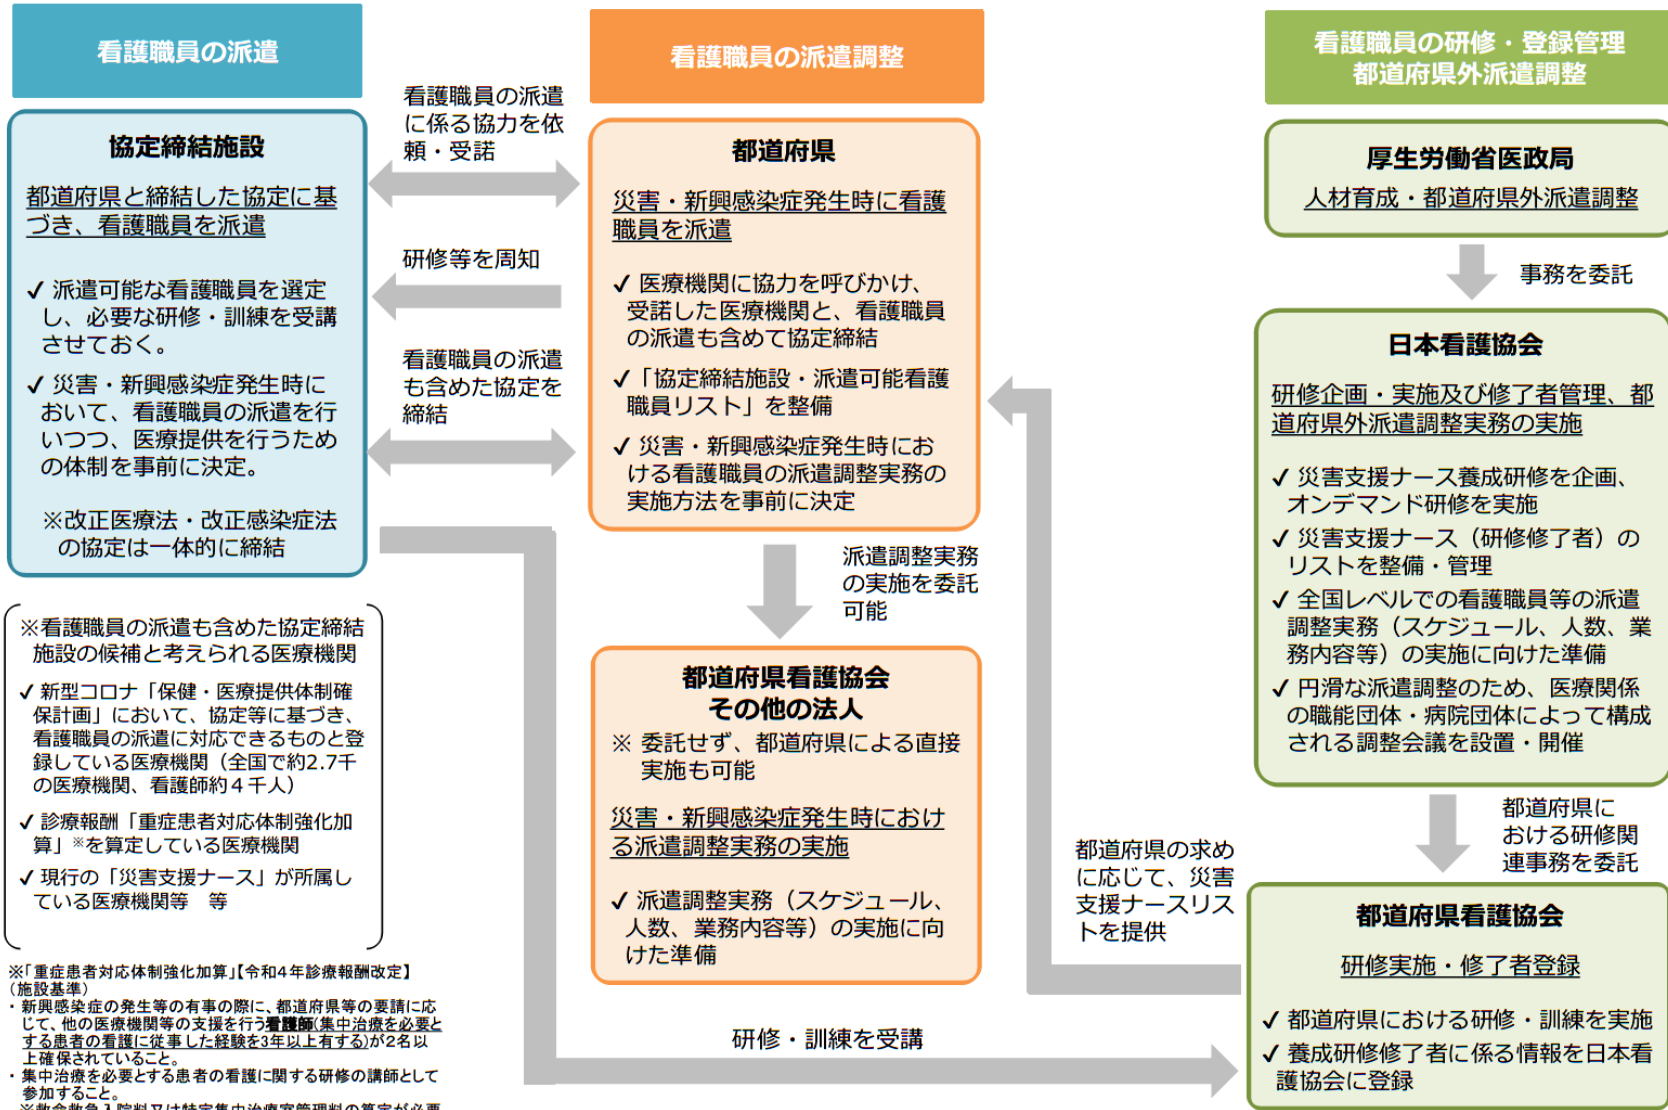 看護職員の派遣
協定締結施設
都道府県と締結した協定に基
づき、看護職員を派遣
✓ 派遣可能な看護職員を選定
し、必要な研修・訓練を受講
させておく。
✓ 災害・新興感染症発生時に
おいて、看護職員の派遣を行
いつつ、医療提供を行うため
の体制を事前に決定。
※改正医療法・改正感染症法
の協定は一体的に締結
※看護職員の派遣も含めた協定締結
施設の候補と考えられる医療機関
✓ 新型コロナ「保健・医療提供体制確
保計画」において、協定等に基づき、
看護職員の派遣に対応できるものと登
録している医療機関（全国で約2.7千
の医療機関、看護師約４千人）
✓ 診療報酬「重症患者対応体制強化加
算」※を算定している医療機関
✓ 現行の「災害支援ナース」が所属し
ている医療機関等　等
※「重症患者対応体制強化加算」【令和4年診療報酬改定】
（施設基準）
・新興感染症の発生等の有事の際に、都道府県等の要請に応
じて、他の医療機関等の支援を行う看護師（集中治療を必要と
する患者の看護に従事した経験を3年以上有する）が2名以
上確保されていること。
・集中治療を必要とする患者の看護に関する研修の講師として
参加すること。
※救命救急入院料又は特定集中治療室管理料の算定が必要
看護職員の派遣
に係る協力を依
頼・受諾
研修等を周知
看護職員の派遣
も含めた協定を
締結
看護職員の派遣調整
都道府県
災害・新興感染症発生時に看護
職員を派遣
✓ 医療機関に協力を呼びかけ、
受諾した医療機関と、看護職員
の派遣も含めて協定締結
✓「協定締結施設・派遣可能看護
職員リスト」を整備
✓ 災害・新興感染症発生時にお
ける看護職員の派遣調整実務の
実施方法を事前に決定
派遣調整実務
の実施を委託
可能
都道府県看護協会
その他の法人
※ 委託せず、都道府県による直接
実施も可能
災害・新興感染症発生時におけ
る派遣調整実務の実施
✓ 派遣調整実務（スケジュール、
人数、業務内容等）の実施に向
けた準備
研修・訓練を受講
都道府県の求め
に応じて、災害
支援ナースリス
トを提供
看護職員の研修・登録管理
都道府県外派遣調整
厚生労働省医政局
人材育成・都道府県外派遣調整
事務を委託
日本看護協会
研修企画・実施及び修了者管理、都
道府県外派遣調整実務の実施
✓ 災害支援ナース養成研修を企画、
オンデマンド研修を実施
✓ 災害支援ナース（研修修了者）の
リストを整備・管理
✓ 全国レベルでの看護職員等の派遣
調整実務（スケジュール、人数、業
務内容等）の実施に向けた準備
✓ 円滑な派遣調整のため、医療関係
の職能団体・病院団体によって構成
される調整会議を設置・開催
都道府県に
おける研修関
連事務を委託
都道府県看護協会
研修実施・修了者登録
✓ 都道府県における研修・訓練を実施
✓ 養成研修修了者に係る情報を日本看
護協会に登録